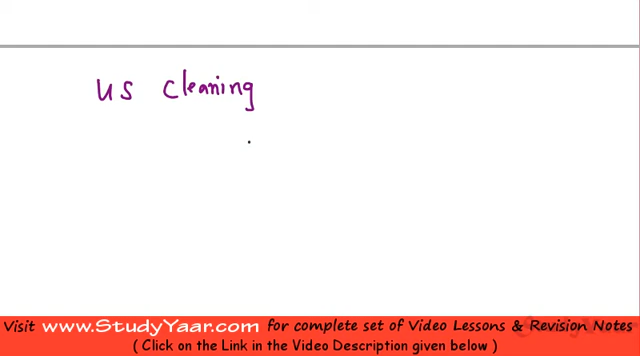 us cleaning
Visit www.StudyYaar.com for complete set of Video Lessons & Revision Notes
( Click on the Link in the Video Description given below )